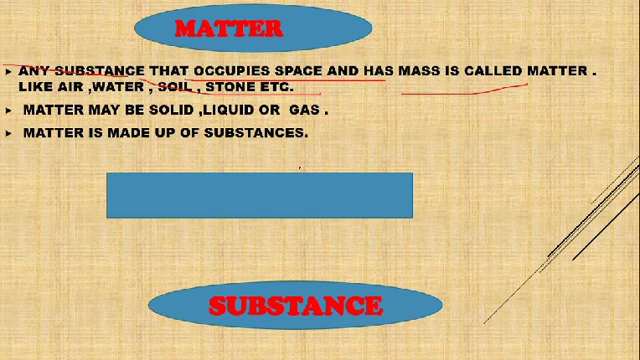 MATTER
ANY SUBSTANCE THAT OCCUPIES SPACE AND HAS MASS IS CALLED MATTER .
LIKE AIR ,WATER , SOIL , STONE ETC.
MATTER MAY BE SOLID ,LIQUID OR GAS .
MATTER IS MADE UP OF SUBSTANCES.
SUBSTANCE